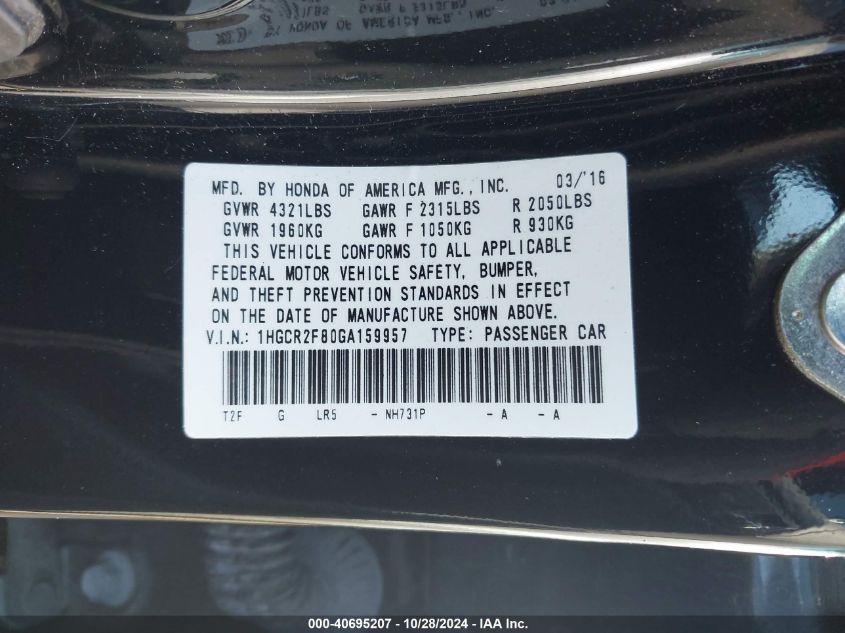 MFD. BY HONDA OF AMERICA MFG., INC. 03/'16
GVWR 4321LBS GAWR F 2315LBS R 2050LBS
GVWR 1960KG GAWR F 1050KG R 930KG
THIS VEHICLE CONFORMS TO ALL APPLICABLE
FEDERAL MOTOR VEHICLE SAFETY, BUMPER,
AND THEFT PREVENTION STANDARDS IN EFFECT
ON THE DATE OF MANUFACTURE SHOWN ABOVE.
V.I.N.: 1HGCR2F80GA159957 TYPE: PASSENGER CAR
T2F G LR5 - NH731P - A - A
000-40695207 / 10/28/2024 - IAA Inc.